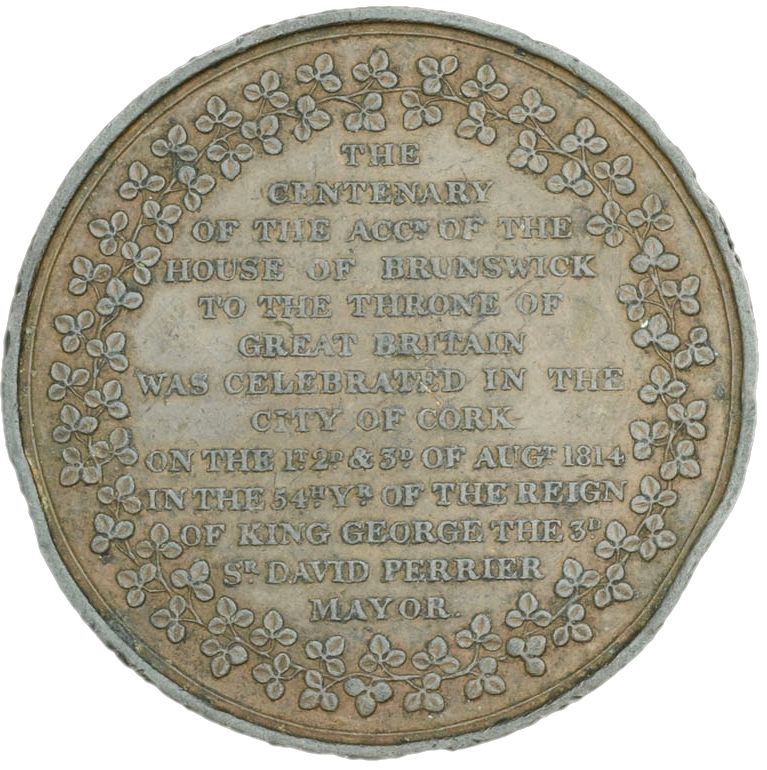 THE
CENTENARY
OF THE ACCN OF THE
HOUSE OF BRUNSWICK
TO THE THRONE OF
GREAT BRITAIN
WAS CELEBRATED IN THE
CITY OF CORK
ON THE 1T 2D & 3D OF AUGT 1814
IN THE 54H YR OF THE REIGN
OF KING GEORGE THE 3D
SR DAVID PERRIER
MAYOR.